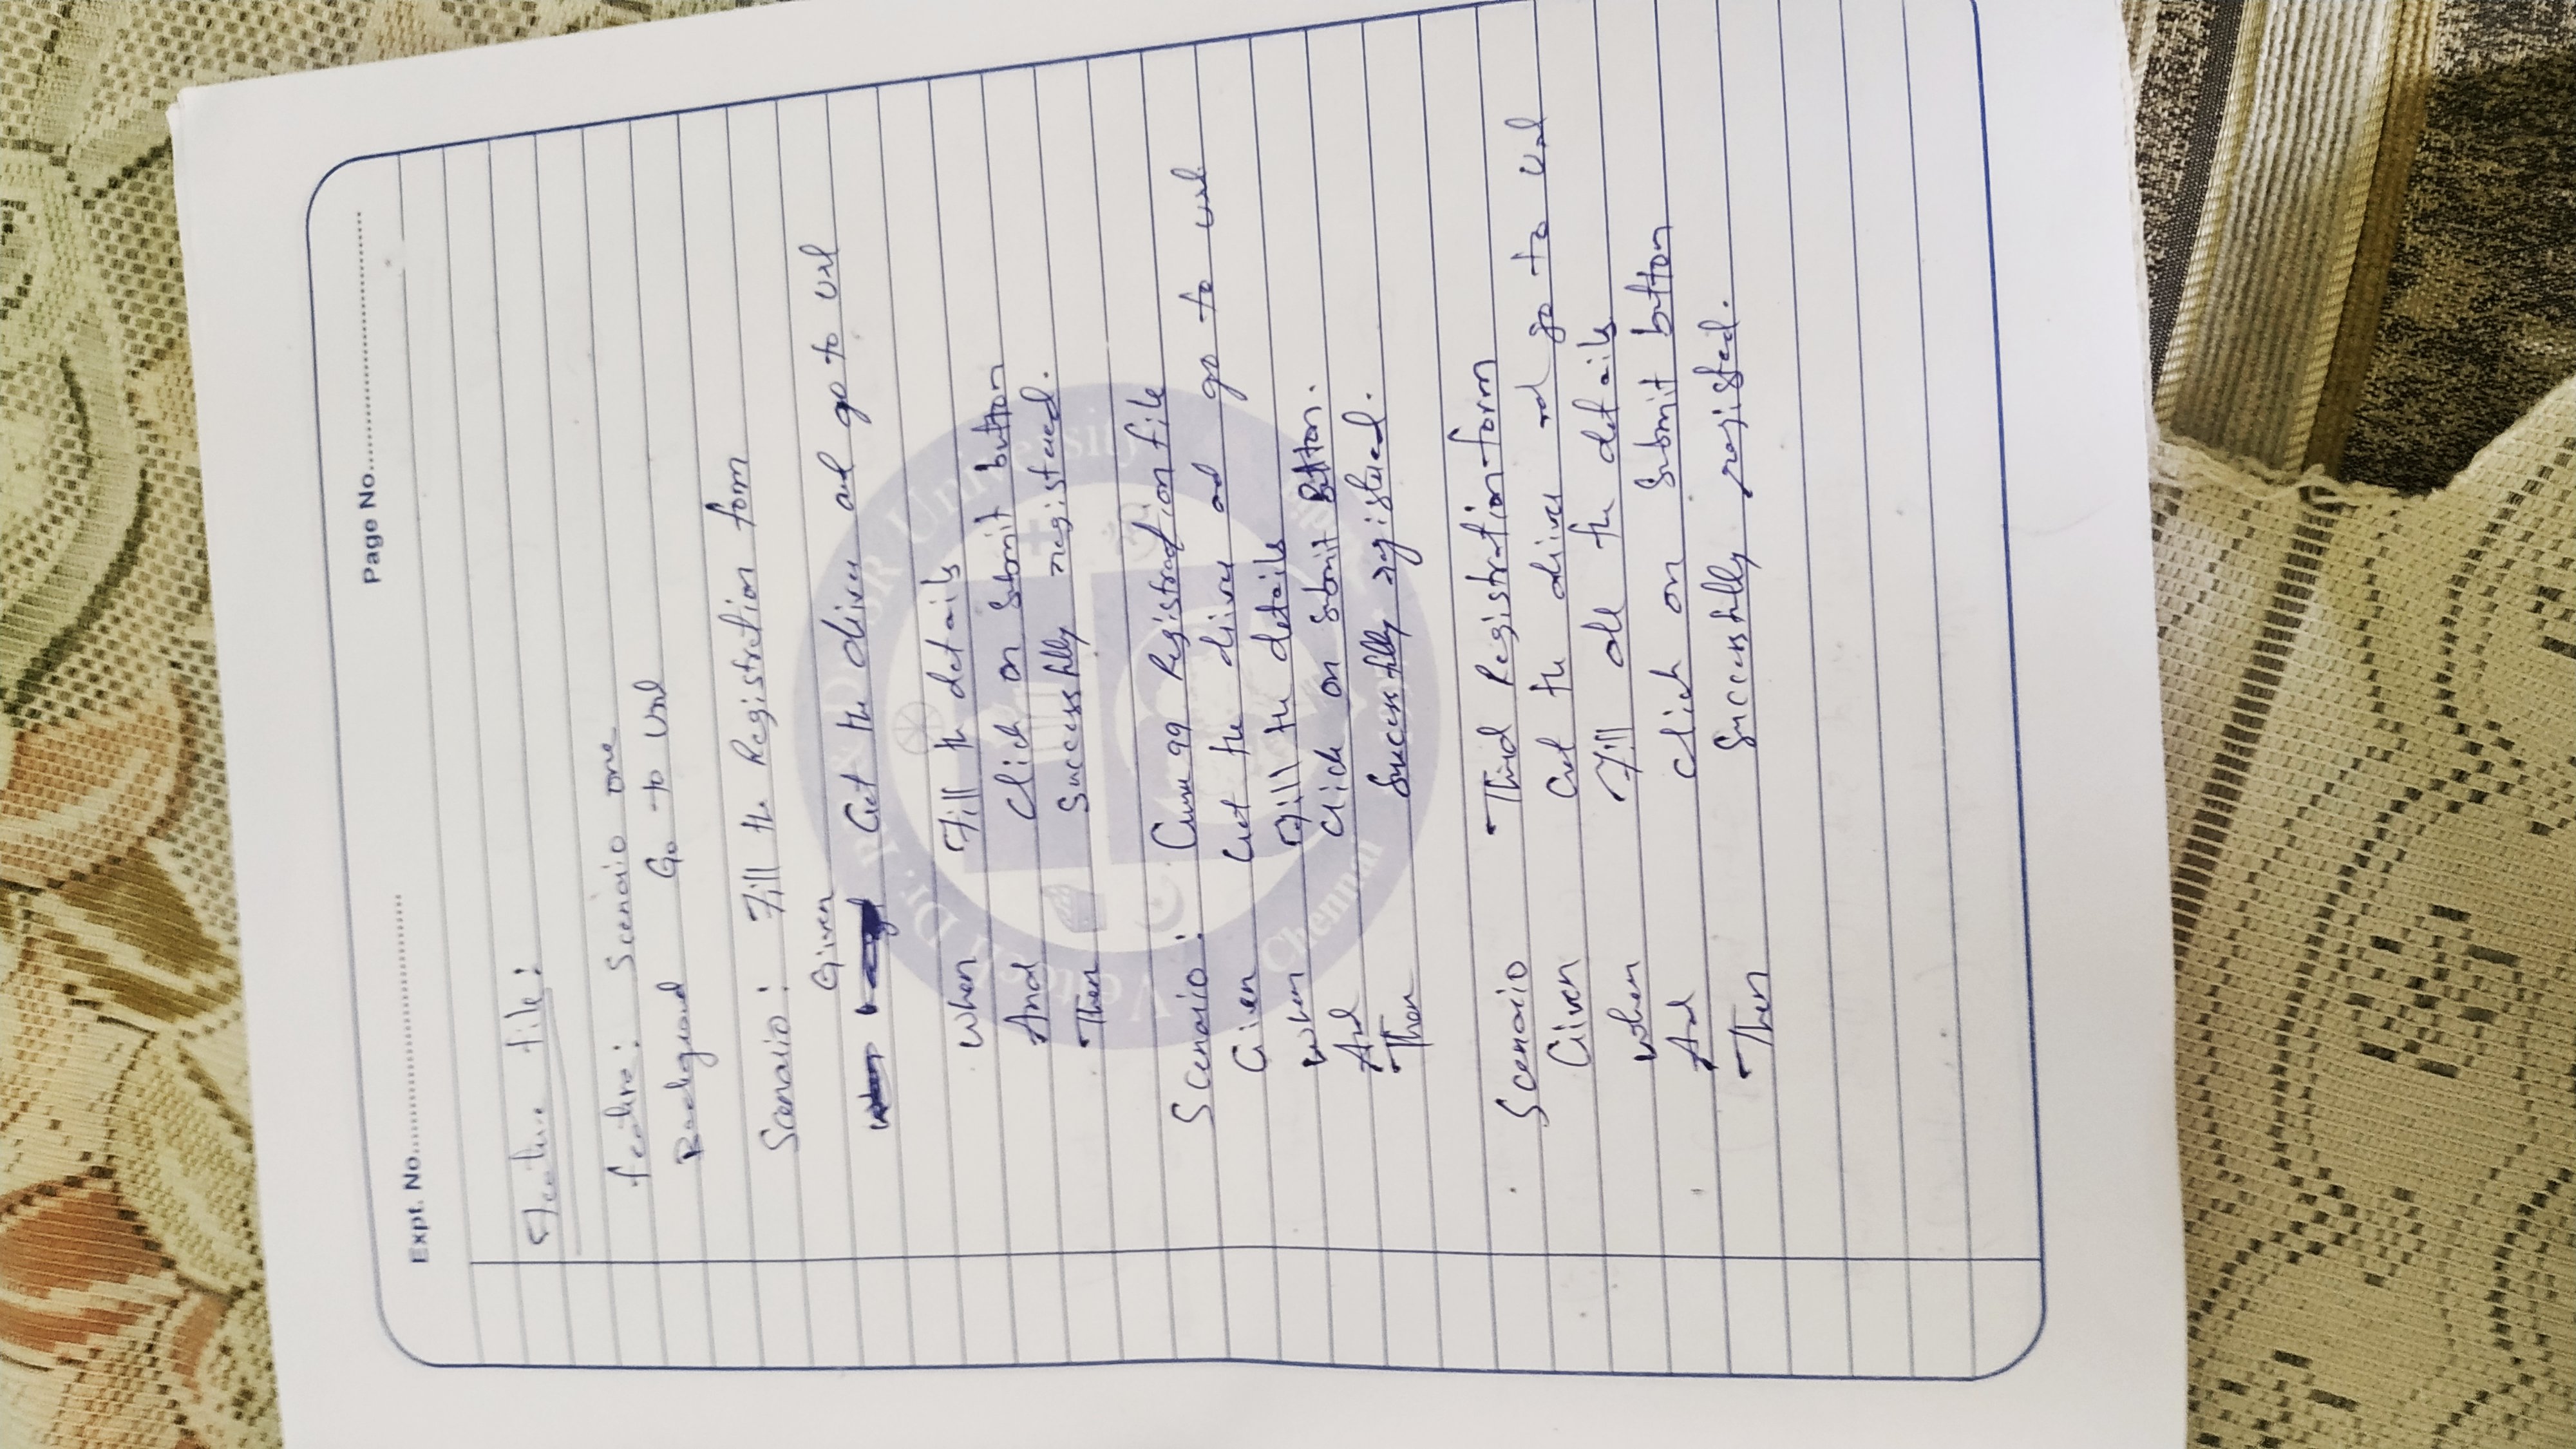 Expt. No.
Page No.
Feature file:
feature: Scenario one
Background Go to Url
Scenario: Fill the Registration form
Given
When Get the driver and go to url
When Fill the details
And Click on Submit button
Then Successfully registered.
Scenario: 99 Registration file
Given Get the driver and go to url
When Fill the details
And Click on Submit Button.
Then Successfully registered.
Scenario Third Registration form
Given Get the driver and go to Url
When Fill all the details
And Click on Submit button
Then Successfully registed.
Chennai